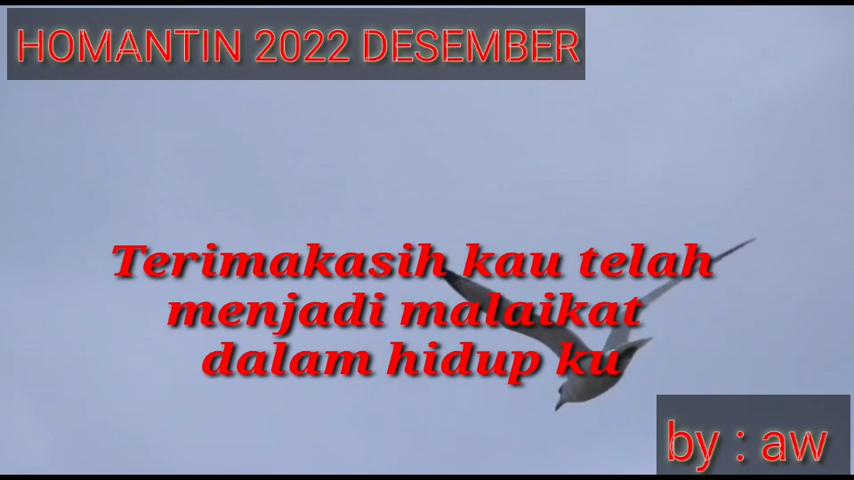 HOMANTIN 2022 DESEMBER
Terimakasih kau telah
menjadi malaikat
dalam hidup ku
by : aw